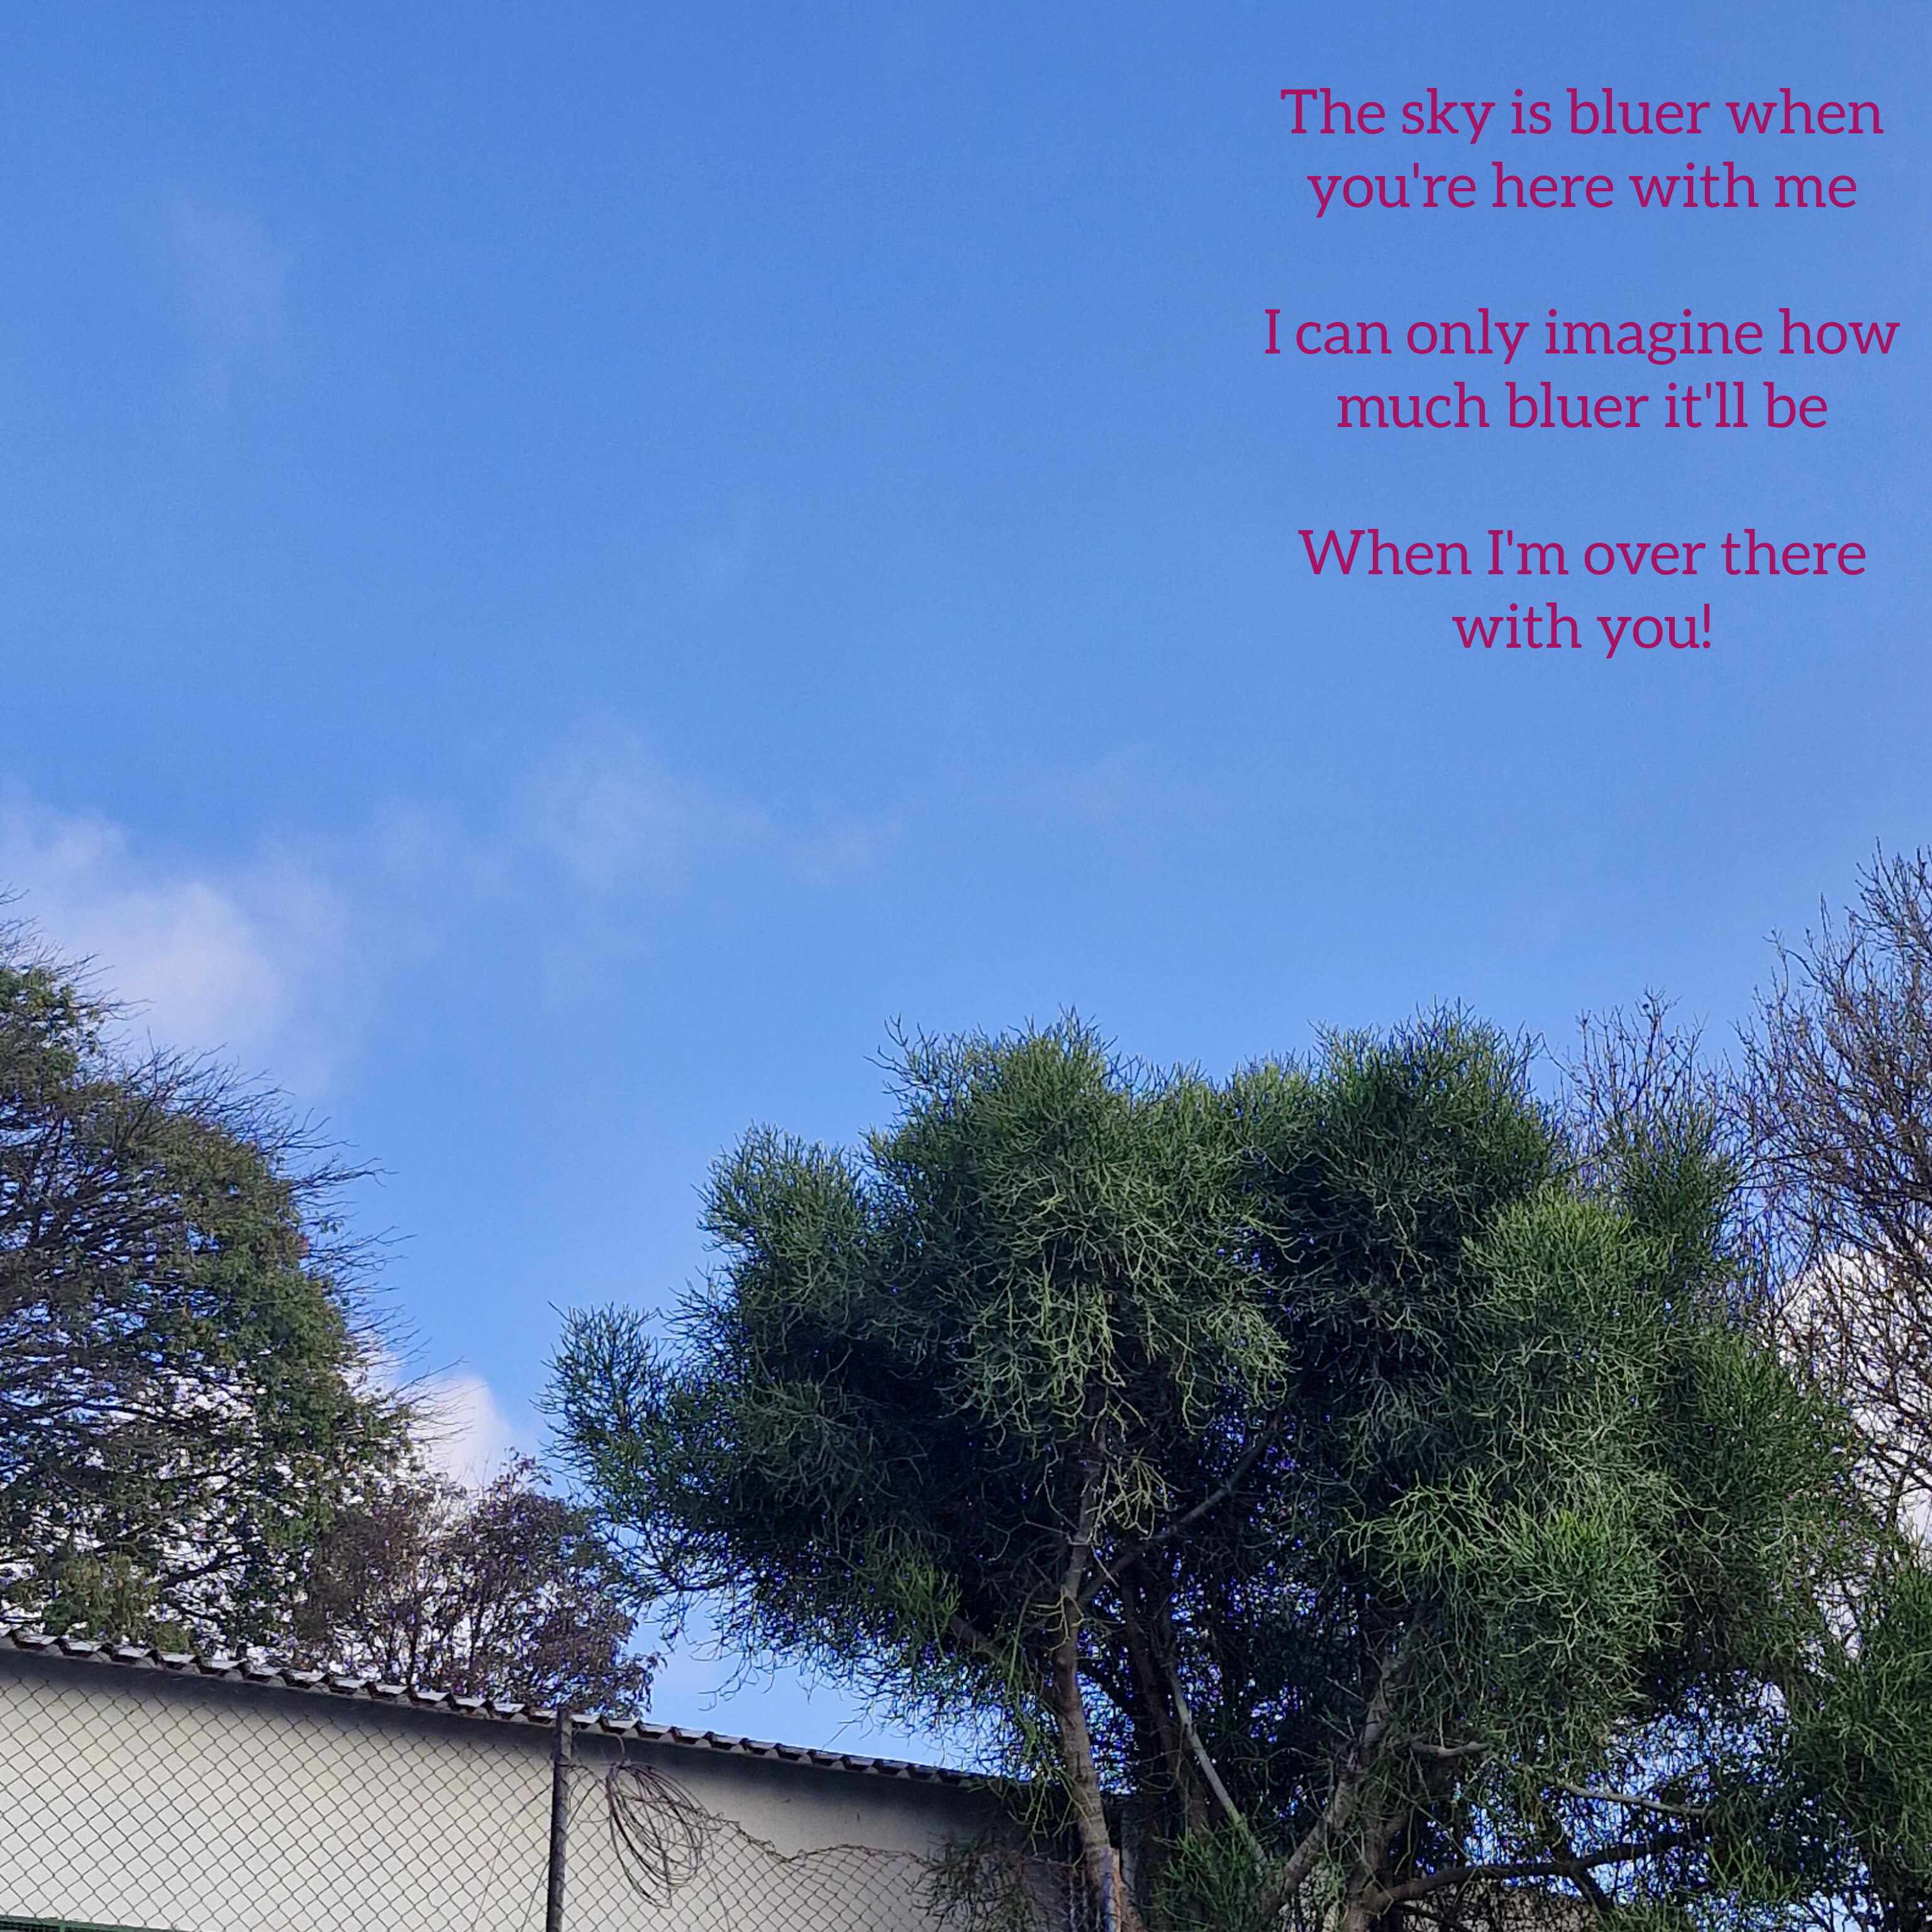 The sky is bluer when
you're here with me
I can only imagine how
much bluer it'll be
When I'm over there
with you!